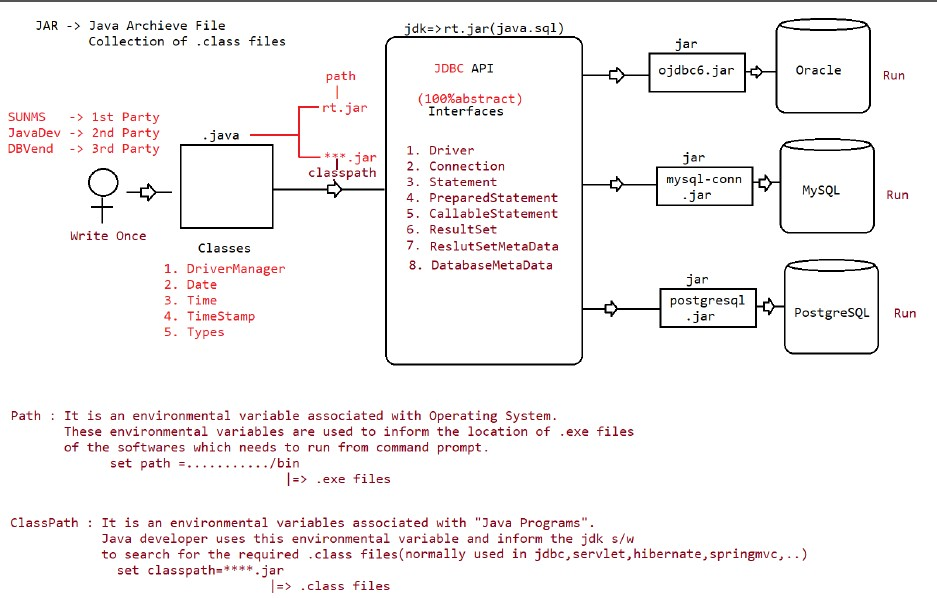 JAR -> Java Archieve File
Collection of .class files
SUNMS -> 1st Party
JavaDev -> 2nd Party
DBVend -> 3rd Party
Write Once
.java
path
rt.jar
***.jar
classpath
Classes
1. DriverManager
2. Date
3. Time
4. TimeStamp
5. Types
jdk=>rt.jar(java.sql)
JDBC API
(100%abstract)
Interfaces
1. Driver
2. Connection
3. Statement
4. PreparedStatement
5. CallableStatement
6. ResultSet
7. ReslutSetMetaData
8. DatabaseMetaData
jar
ojdbc6.jar
Oracle
Run
jar
mysql-conn
.jar
MySQL
Run
jar
postgresql
.jar
PostgreSQL
Run
Path : It is an environmental variable associated with Operating System.
These environmental variables are used to inform the location of .exe files
of the softwares which needs to run from command prompt.
set path =.........../bin
|=> .exe files
ClassPath : It is an environmental variables associated with "Java Programs".
Java developer uses this environmental variable and inform the jdk s/w
to search for the required .class files(normally used in jdbc,servlet,hibernate,springmvc,..)
set classpath=****.jar
|=> .class files